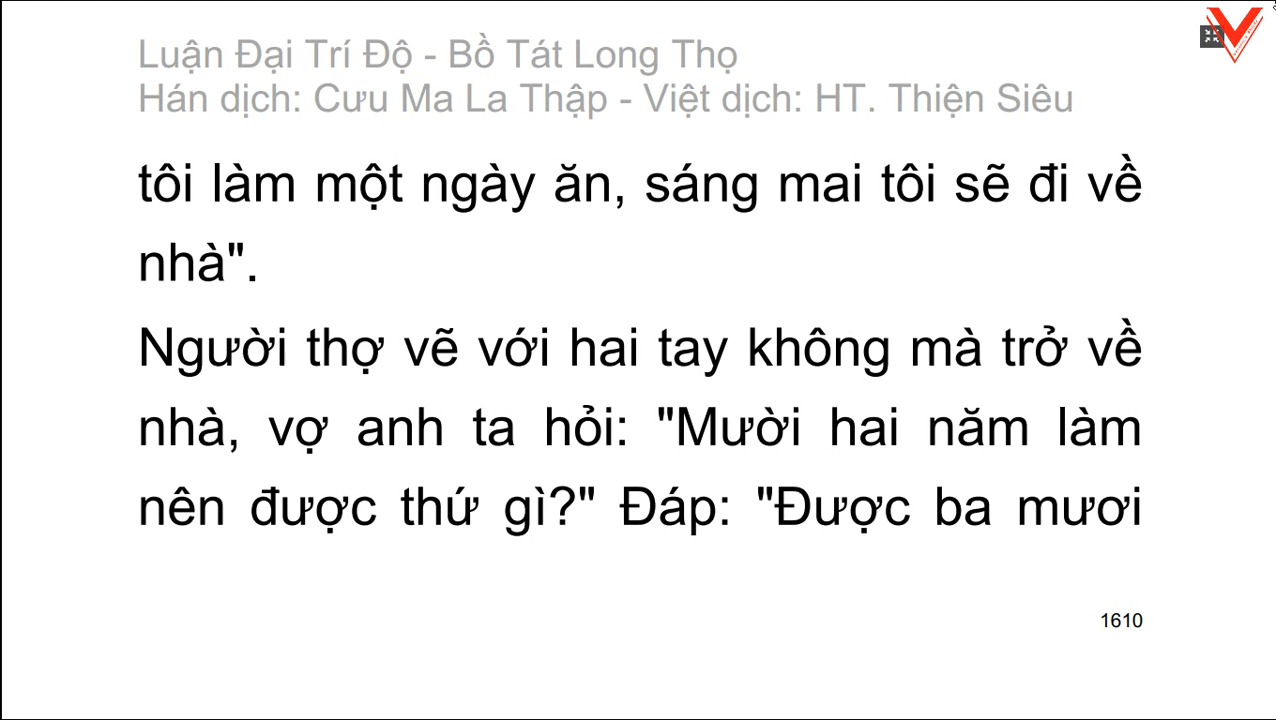 Luận Đại Trí Độ - Bồ Tát Long Thọ
Hán dịch: Cưu Ma La Thập - Việt dịch: HT. Thiện Siêu
tôi làm một ngày ăn, sáng mai tôi sẽ đi về
nhà".
Người thợ vẽ với hai tay không mà trở về
nhà, vợ anh ta hỏi: "Mười hai năm làm
nên được thứ gì?" Đáp: "Được ba mươi
1610